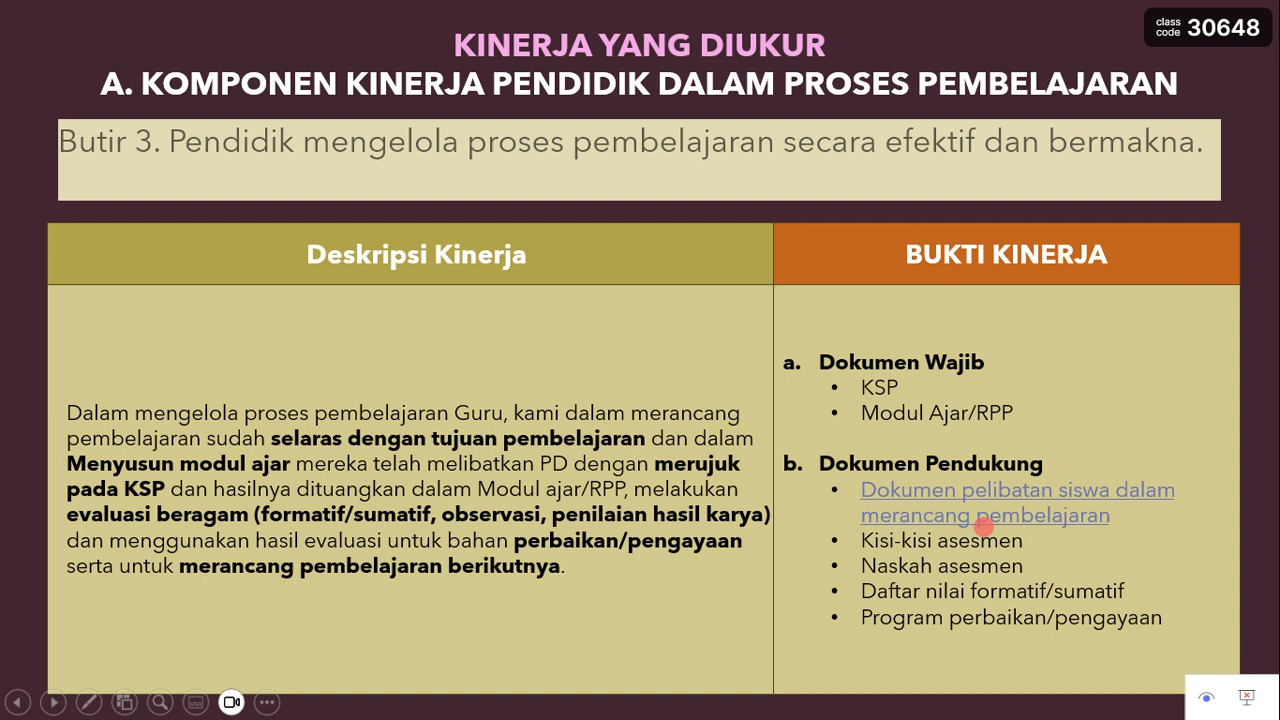 class code 30648
KINERJA YANG DIUKUR
A. KOMPONEN KINERJA PENDIDIK DALAM PROSES PEMBELAJARAN
Butir 3. Pendidik mengelola proses pembelajaran secara efektif dan bermakna.
Deskripsi Kinerja
Dalam mengelola proses pembelajaran Guru, kami dalam merancang
pembelajaran sudah selaras dengan tujuan pembelajaran dan dalam
Menyusun modul ajar mereka telah melibatkan PD dengan merujuk
pada KSP dan hasilnya dituangkan dalam Modul ajar/RPP, melakukan
evaluasi beragam (formatif/sumatif, observasi, penilaian hasil karya)
dan menggunakan hasil evaluasi untuk bahan perbaikan/pengayaan
serta untuk merancang pembelajaran berikutnya.
BUKTI KINERJA
a. Dokumen Wajib
• KSP
• Modul Ajar/RPP
b. Dokumen Pendukung
• Dokumen pelibatan siswa dalam
merancang pembelajaran
• Kisi-kisi asesmen
• Naskah asesmen
• Daftar nilai formatif/sumatif
• Program perbaikan/pengayaan